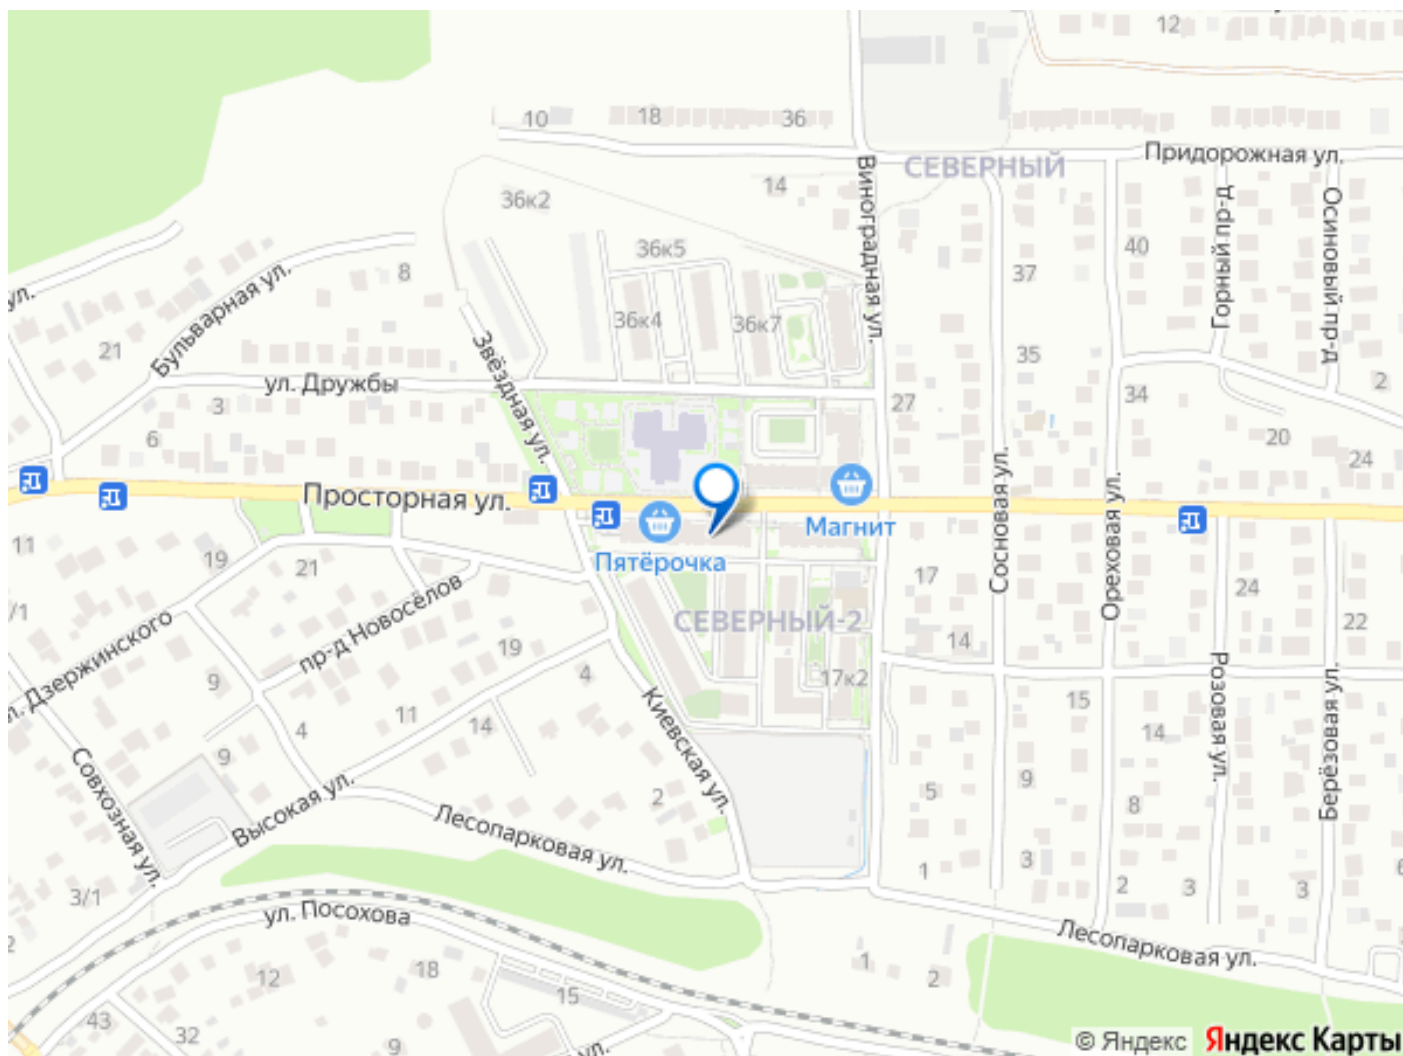 12
10
18
36
СЕВЕРНЫЙ
Придорожная ул.
14
Виноградная ул.
36к2
36к5
40
Горный пр-д
Осиновый пр-д
8
37
ул.
Бульварная ул.
36к4
36к7
21
Звёздная ул.
35
ул. Дружбы
2
3
27
34
6
20
24
Просторная ул.
Магнит
Сосновая ул.
Ореховая ул.
11
19
21
Пятёрочка
17
24
пр-д Новосёлов
СЕВЕРНЫЙ-2
22
/1
Дзержинского
19
14
9
4
17к2
Розовая ул.
Берёзовая ул.
11
14
4
Киевская ул.
15
14
9
Совхозная ул.
Высокая ул.
2
5
9
8
Лесопарковая ул.
3/1
1
3
2
3
3
6
ул. Посохова
2
Лесопарковая ул.
12
18
15
1
2
43
32
9
ул.
© Яндекс
Яндекс Карты